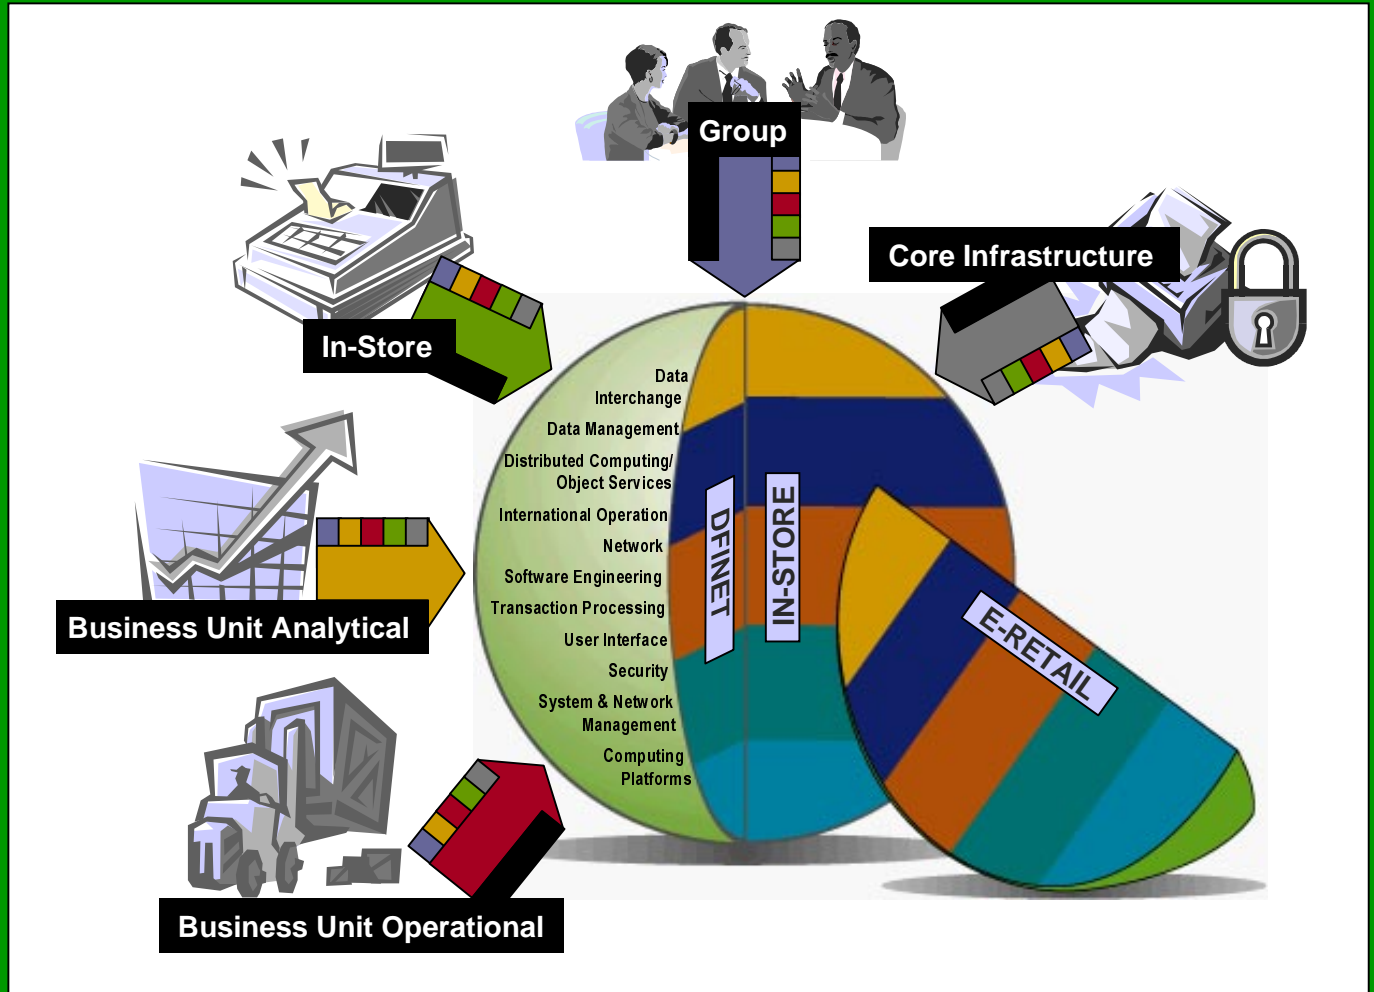 Group
Core Infrastructure
In-Store
Data
Interchange
Data Management
Distributed Computing/
Object Services
International Operation
Network
Software Engineering
Transaction Processing
User Interface
Security
System & Network
Management
Computing
Platforms
DFINET
IN-STORE
E-RETAIL
Business Unit Analytical
Business Unit Operational